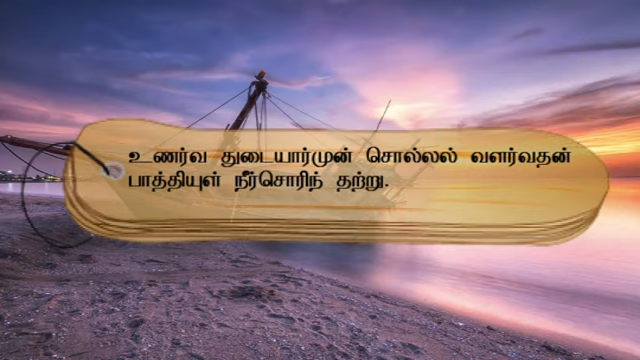 உணர்வ துடையார்முன் சொல்லல் வளர்வதன்
பாத்தியுள் நீர்சொரிந் தற்று.